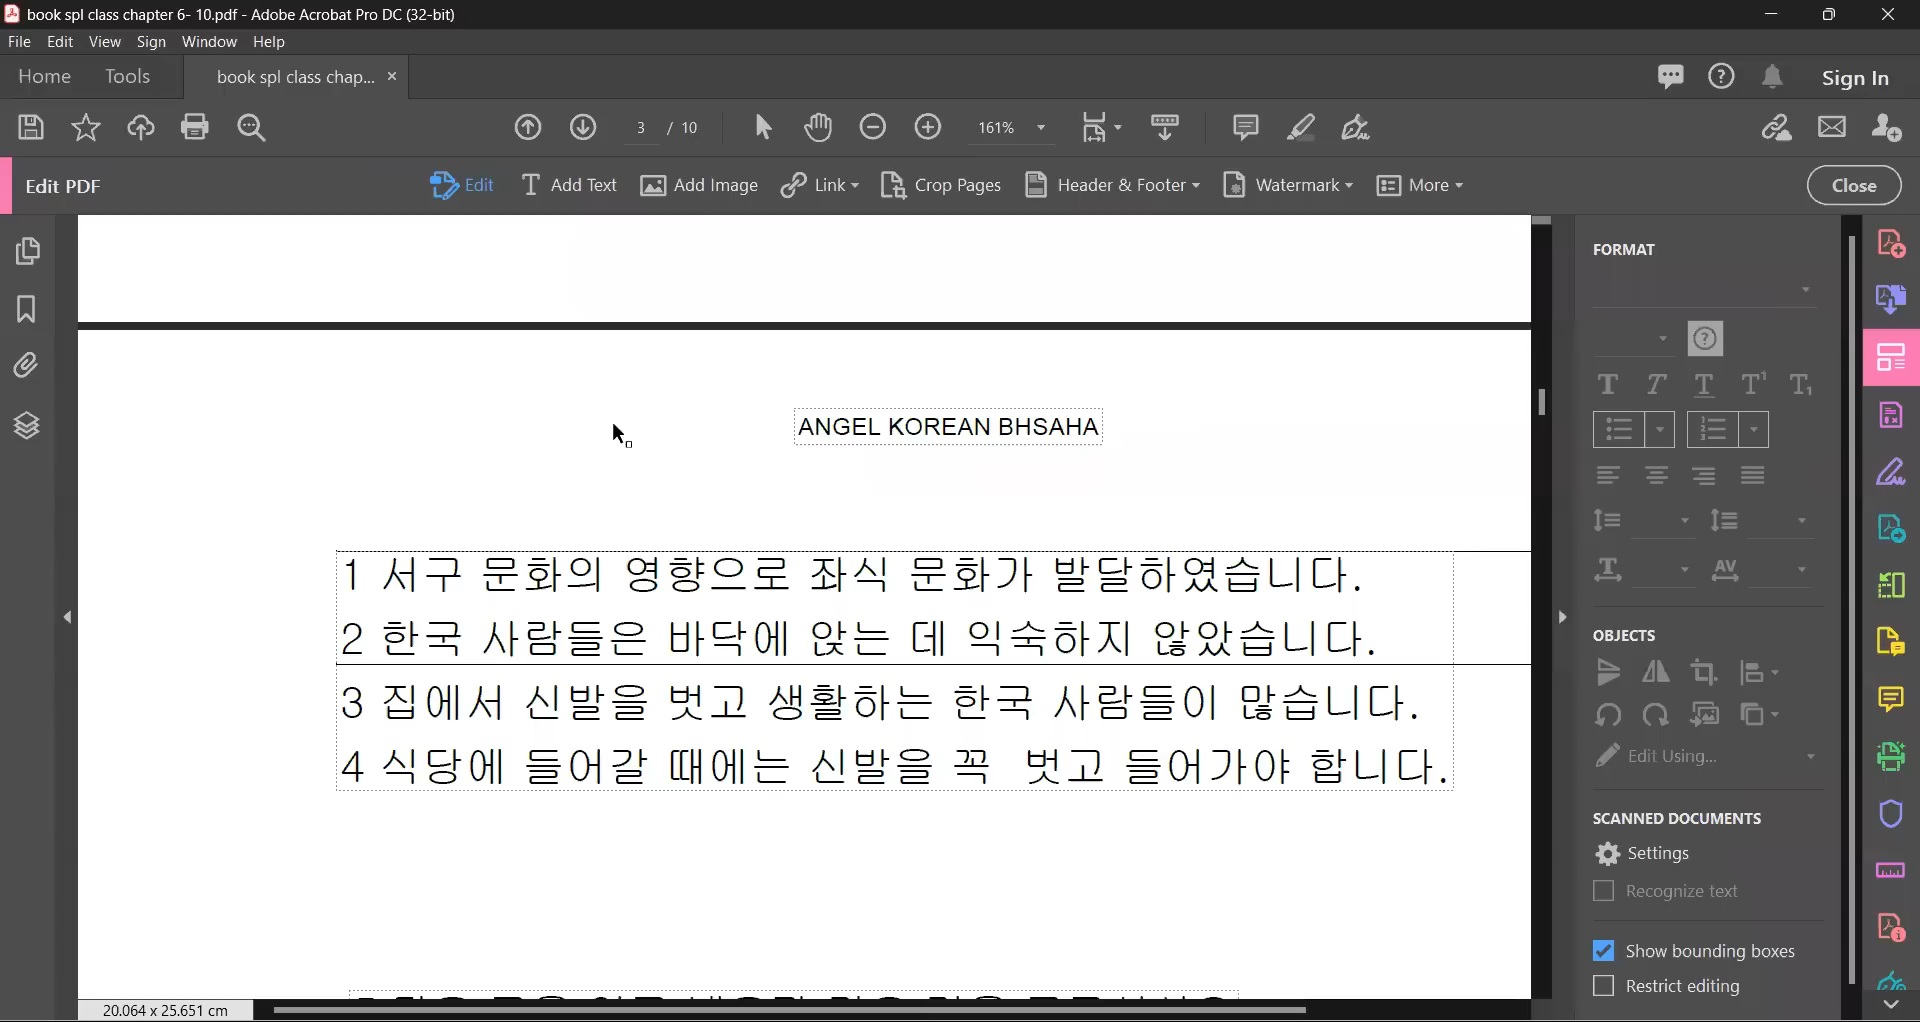 book spl class chapter 6- 10.pdf - Adobe Acrobat Pro DC (32-bit)
File Edit View Sign Window Help
Home Tools book spl class chap... Sign In
3 / 10 161%
Edit PDF Edit Add Text Add Image Link Crop Pages Header & Footer Watermark More Close
FORMAT
ANGEL KOREAN BHSAHA
1 서구 문화의 영향으로 좌식 문화가 발달하였습니다.
2 한국 사람들은 바닥에 앉는 데 익숙하지 않았습니다.
3 집에서 신발을 벗고 생활하는 한국 사람들이 많습니다.
4 식당에 들어갈 때에는 신발을 꼭 벗고 들어가야 합니다.
OBJECTS
Edit Using...
SCANNED DOCUMENTS
Settings
Recognize text
Show bounding boxes
Restrict editing
20.064 x 25.651 cm